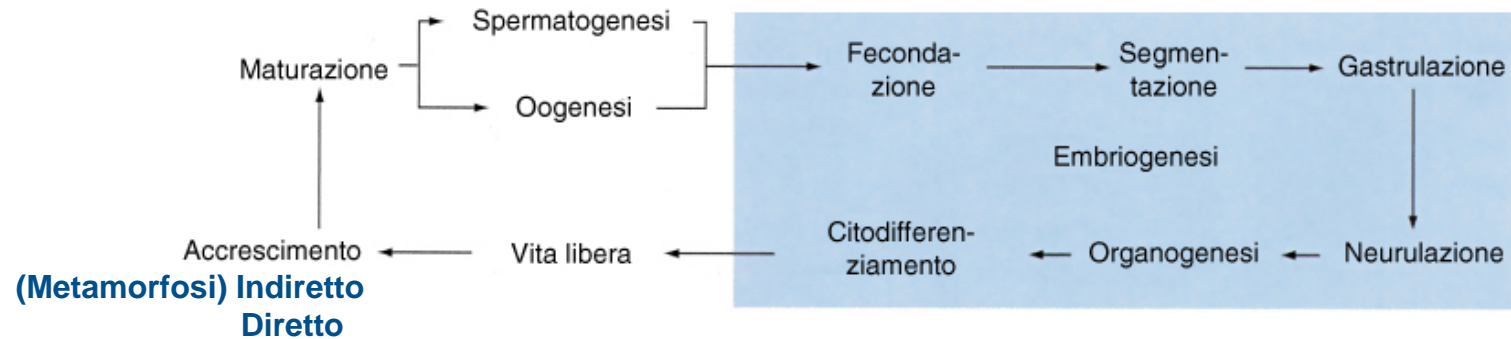 Spermatogenesi
Maturazione
Oogenesi
Feconda-
zione
Segmen-
tazione
Gastrulazione
Embriogenesi
Accrescimento
Vita libera
Citodifferen-
ziamento
Organogenesi
Neurulazione
(Metamorfosi) Indiretto
Diretto